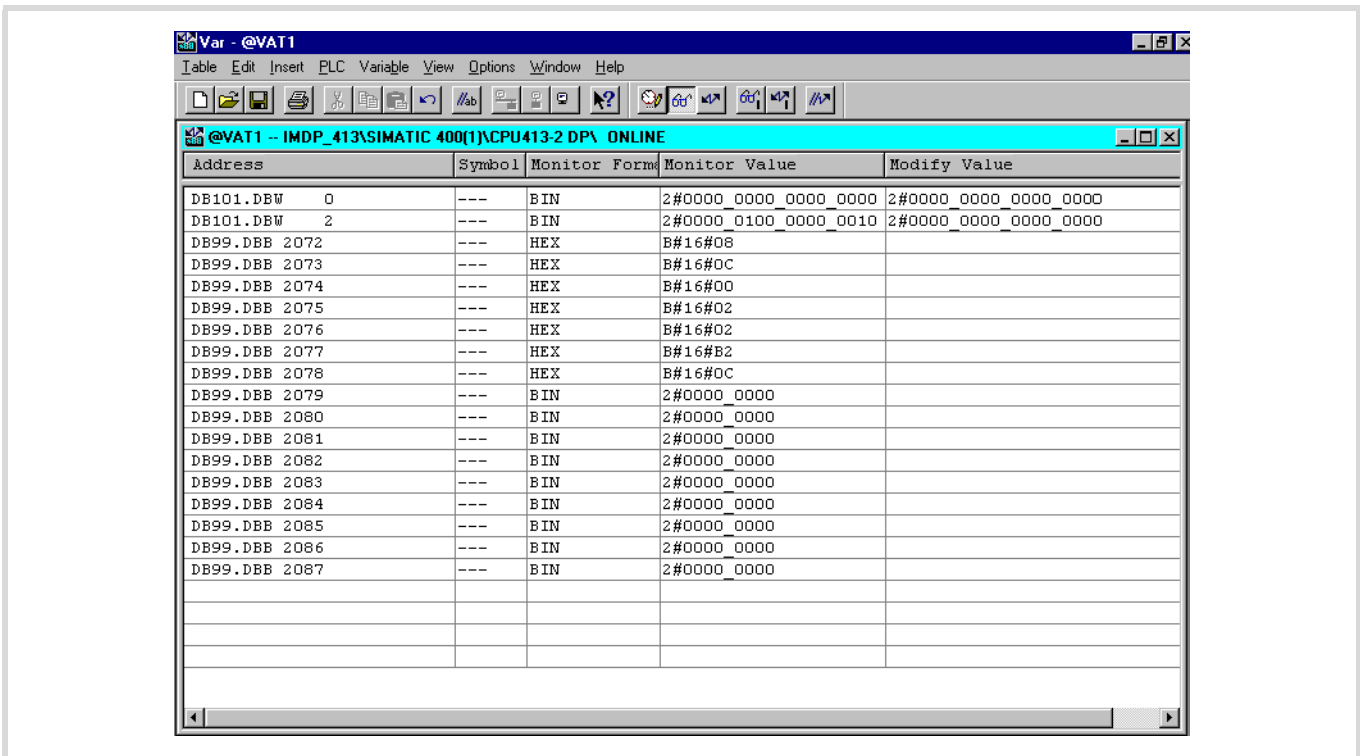 Var - @VAT1
Table Edit Insert PLC Variable View Options Window Help
@VAT1 -- IMDP_413\SIMATIC 400(1)\CPU413-2 DP\ ONLINE
Address Symbol Monitor Forma Monitor Value Modify Value
DB101.DBW 0 --- BIN 2#0000_0000_0000_0000 2#0000_0000_0000_0000
DB101.DBW 2 --- BIN 2#0000_0100_0000_0010 2#0000_0000_0000_0000
DB99.DBB 2072 --- HEX B#16#08
DB99.DBB 2073 --- HEX B#16#0C
DB99.DBB 2074 --- HEX B#16#00
DB99.DBB 2075 --- HEX B#16#02
DB99.DBB 2076 --- HEX B#16#02
DB99.DBB 2077 --- HEX B#16#B2
DB99.DBB 2078 --- HEX B#16#0C
DB99.DBB 2079 --- BIN 2#0000_0000
DB99.DBB 2080 --- BIN 2#0000_0000
DB99.DBB 2081 --- BIN 2#0000_0000
DB99.DBB 2082 --- BIN 2#0000_0000
DB99.DBB 2083 --- BIN 2#0000_0000
DB99.DBB 2084 --- BIN 2#0000_0000
DB99.DBB 2085 --- BIN 2#0000_0000
DB99.DBB 2086 --- BIN 2#0000_0000
DB99.DBB 2087 --- BIN 2#0000_0000